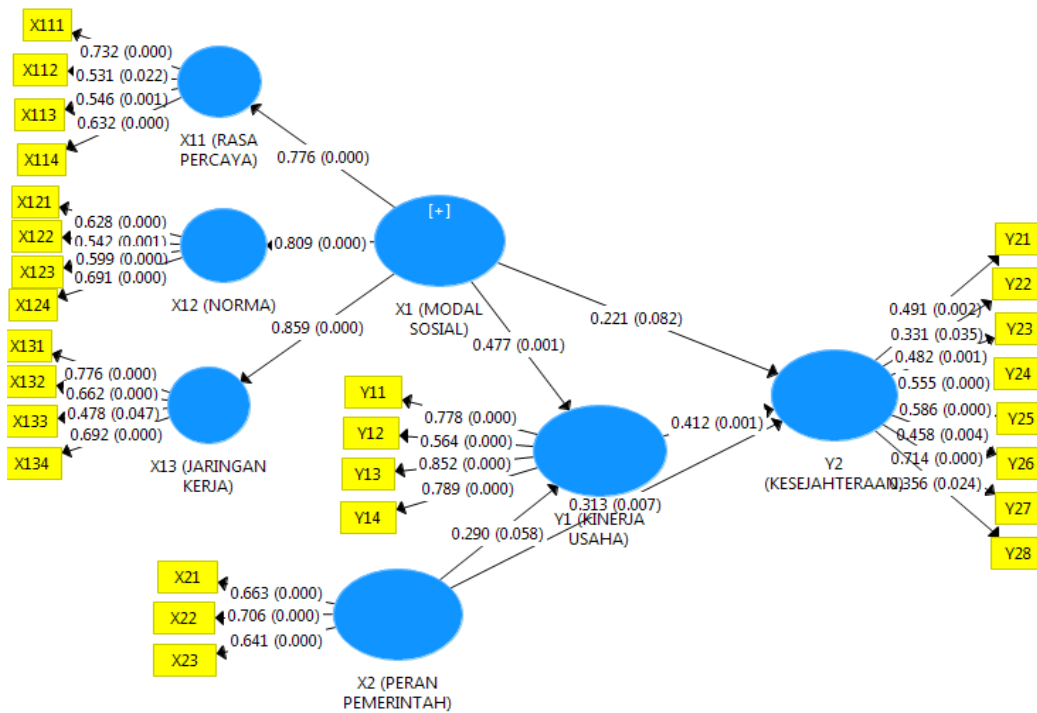 X111
X112
X113
X114
0.732 (0.000)
0.531 (0.022)
0.546 (0.001)
0.632 (0.000)
X11 (RASA
PERCAYA)
0.776 (0.000)
X121
X122
X123
X124
0.628 (0.000)
0.542 (0.001)
0.599 (0.000)
0.691 (0.000)
X12 (NORMA)
0.809 (0.000)
[+]
X1 (MODAL
SOSIAL)
0.859 (0.000)
X131
X132
X133
X134
0.776 (0.000)
0.662 (0.000)
0.478 (0.047)
0.692 (0.000)
X13 (JARINGAN
KERJA)
0.477 (0.001)
0.221 (0.082)
Y11
Y12
Y13
Y14
0.778 (0.000)
0.564 (0.000)
0.852 (0.000)
0.789 (0.000)
Y1 (KINERJA
USAHA)
0.412 (0.001)
0.313 (0.007)
0.290 (0.058)
X21
X22
X23
0.663 (0.000)
0.706 (0.000)
0.641 (0.000)
X2 (PERAN
PEMERINTAH)
Y21
Y22
Y23
Y24
Y25
Y26
Y27
Y28
0.491 (0.002)
0.331 (0.035)
0.482 (0.001)
0.555 (0.000)
0.586 (0.000)
0.458 (0.004)
0.714 (0.000)
0.356 (0.024)
Y2
(KESEJAHTERAAN)